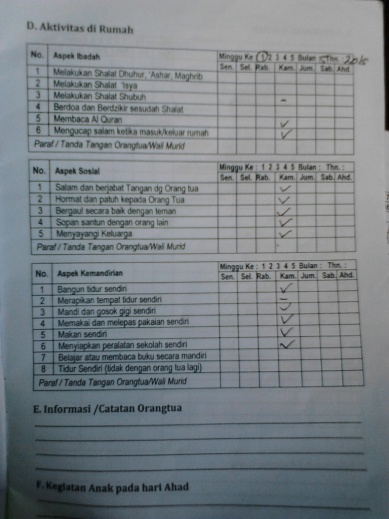 D. Aktivitas di Rumah
No. Aspek Ibadah Minggu Ke 1 2 3 4 5 Bulan Thn. 2015
Sen. Sel. Rab. Kam. Jum. Sab. Ahd.
1 Melakukan Shalat Dhuhur, 'Ashar, Maghrib
2 Melakukan Shalat 'Isya
3 Melakukan Shalat Shubuh -
4 Berdoa dan Berdzikir sesudah Shalat
5 Membaca Al Quran ✓
6 Mengucap salam ketika masuk/keluar rumah ✓
Paraf / Tanda Tangan Orangtua/Wali Murid
No. Aspek Sosial Minggu Ke : 1 2 3 4 5 Bulan : Thn. :
Sen. Sel. Rab. Kam. Jum. Sab. Ahd.
1 Salam dan berjabat Tangan dg Orang tua ✓
2 Hormat dan patuh kepada Orang Tua ✓
3 Bergaul secara baik dengan teman ✓
4 Sopan santun dengan orang lain ✓
5 Menyayangi Keluarga ✓
Paraf / Tanda Tangan Orangtua/Wali Murid
No. Aspek Kemandirian Minggu Ke : 1 2 3 4 5 Bulan : Thn. :
Sen. Sel. Rab. Kam. Jum. Sab. Ahd.
1 Bangun tidur sendiri ✓
2 Merapikan tempat tidur sendiri -
3 Mandi dan gosok gigi sendiri ✓
4 Memakai dan melepas pakaian sendiri ✓
5 Makan sendiri ✓
6 Menyiapkan peralatan sekolah sendiri ✓
7 Belajar atau membaca buku secara mandiri
8 Tidur Sendiri (tidak dengan orang tua lagi)
Paraf / Tanda Tangan Orangtua/Wali Murid
E. Informasi /Catatan Orangtua
F. Kegiatan Anak pada hari Ahad